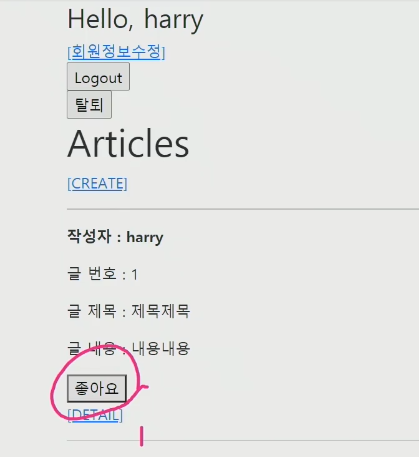 Hello, harry
[회원정보수정]
Logout
탈퇴
Articles
[CREATE]
작성자 : harry
글 번호 : 1
글 제목 : 제목제목
글 내용 : 내용내용
좋아요
[DETAIL]